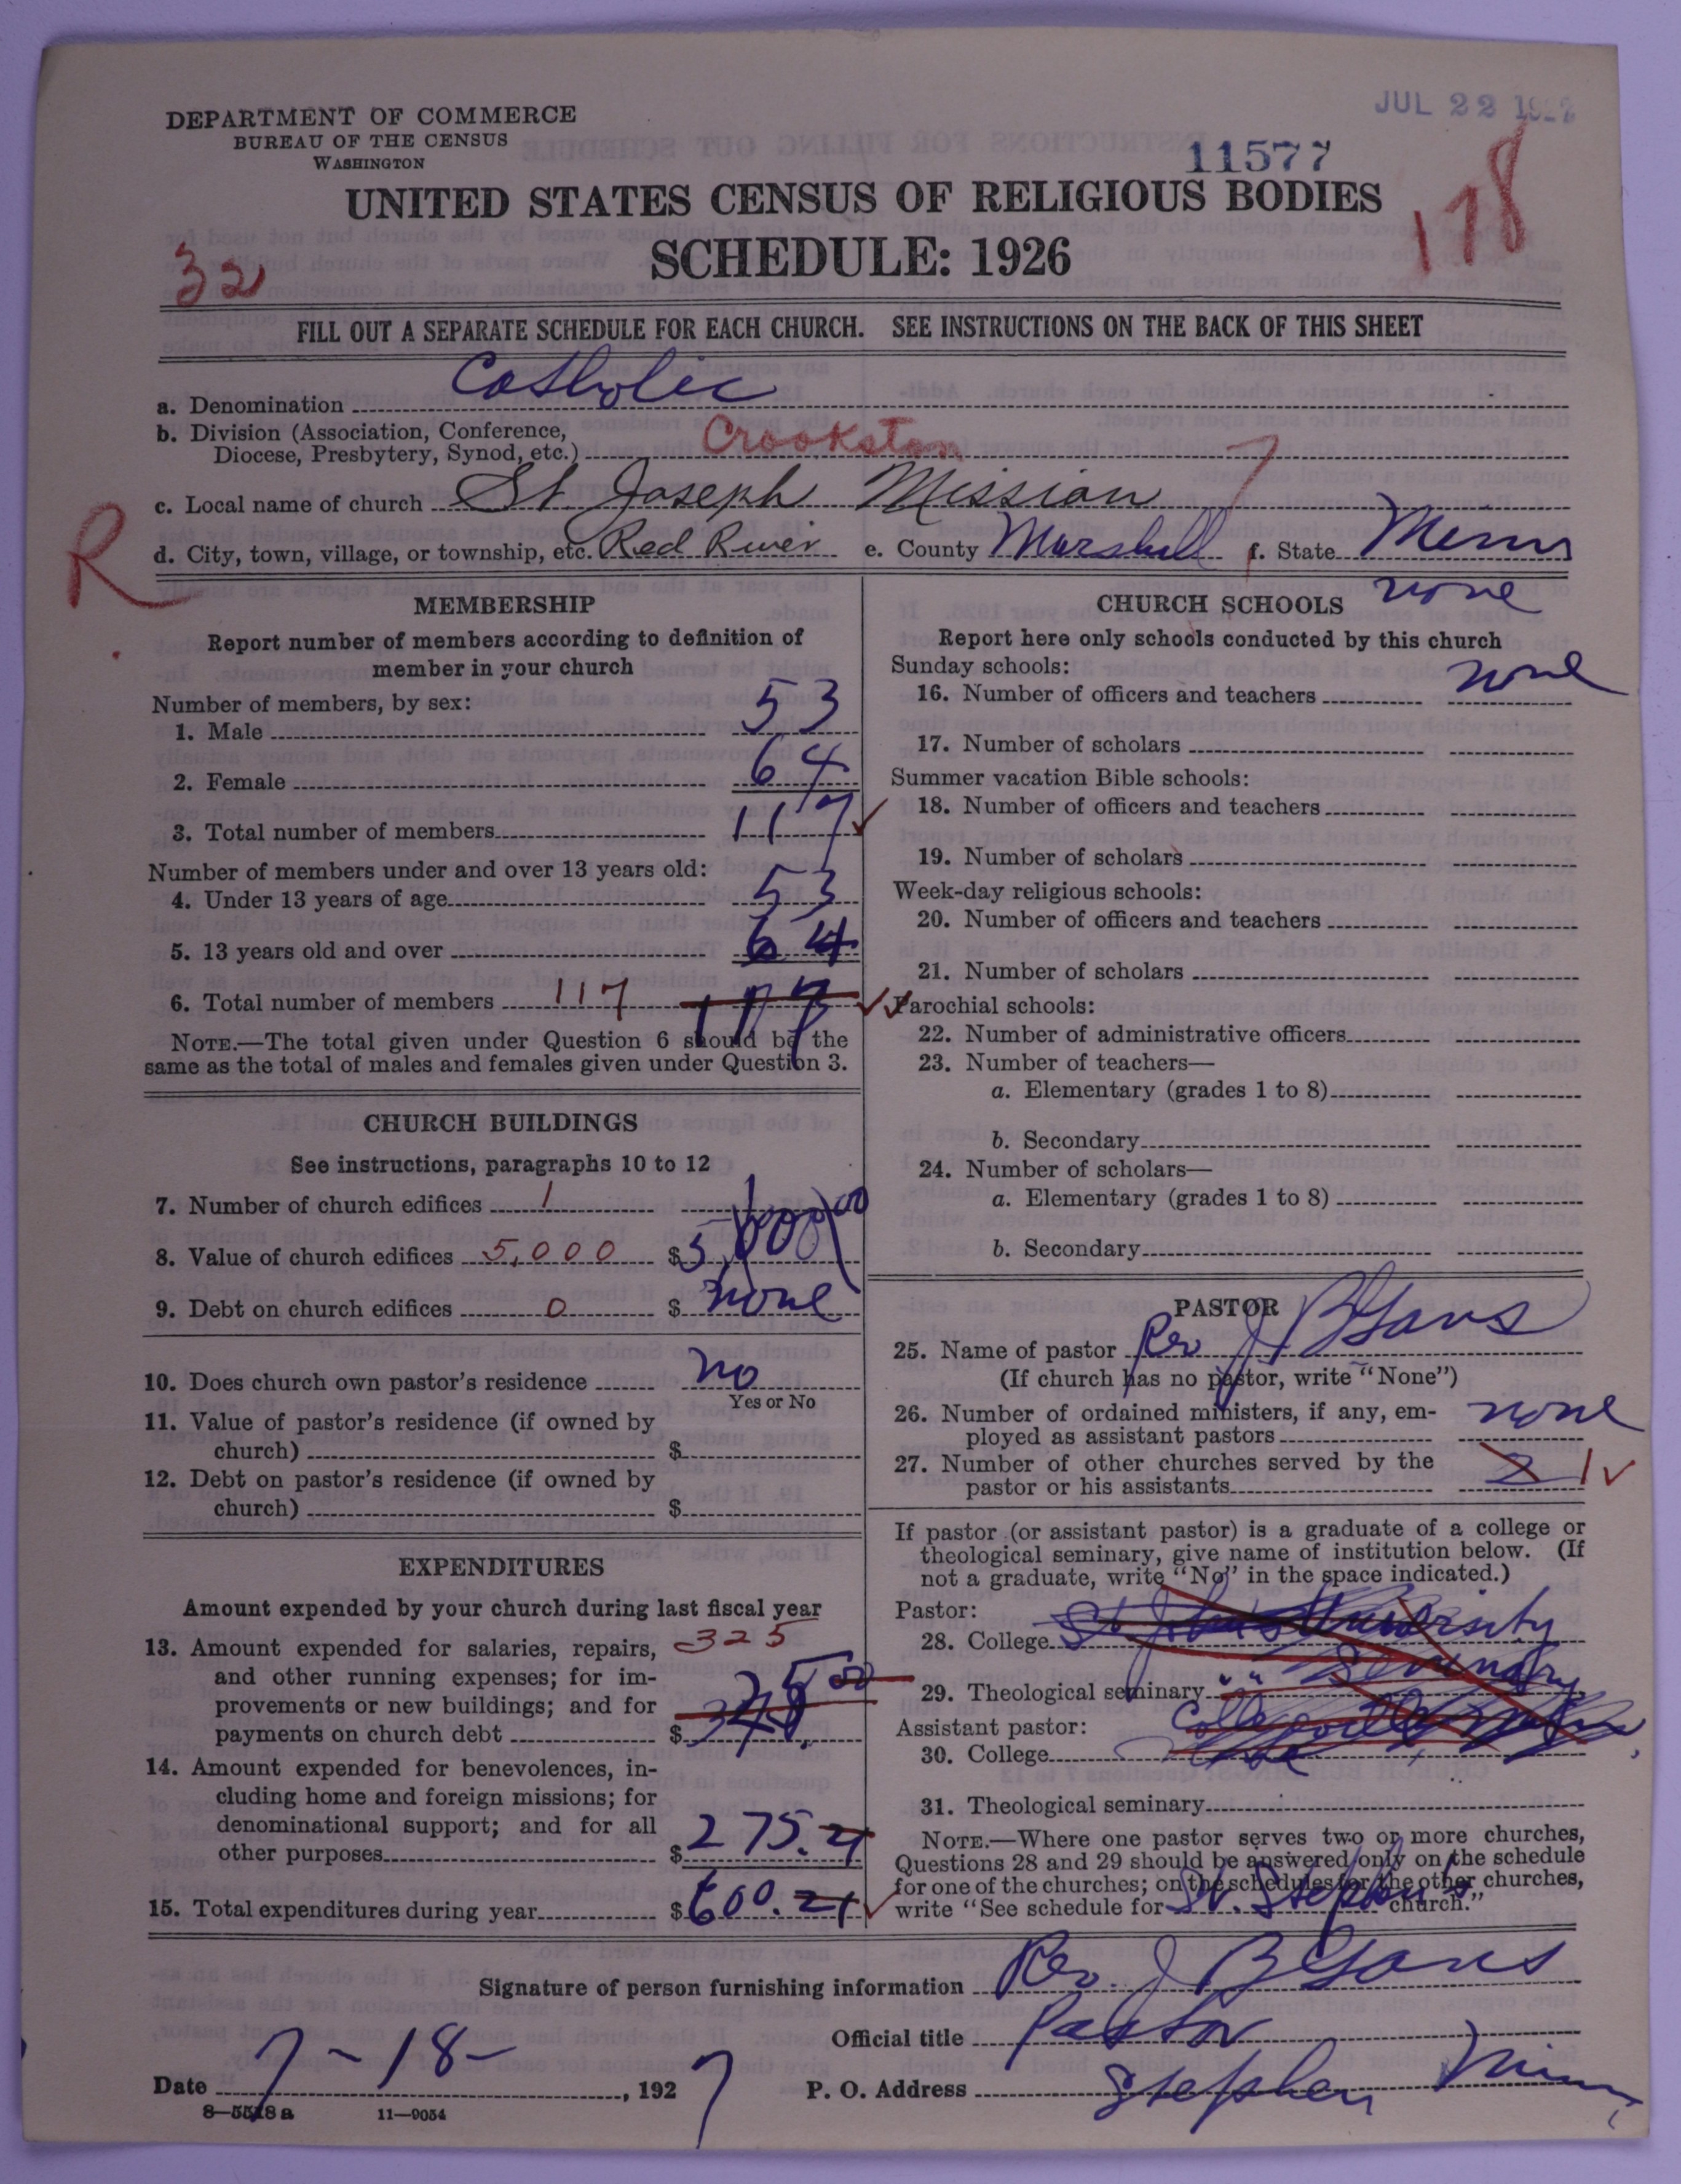 JUL 22 192
DEPARTMENT OF COMMERCE
BUREAU OF THE CENSUS
WASHINGTON
11577
178
UNITED STATES CENSUS OF RELIGIOUS BODIES
32
SCHEDULE: 1926
FILL OUT A SEPARATE SCHEDULE FOR EACH CHURCH. SEE INSTRUCTIONS ON THE BACK OF THIS SHEET
a. Denomination Catholic
b. Division (Association, Conference,
Diocese, Presbytery, Synod, etc.) Crookston
c. Local name of church St Joseph Mission 7
R
d. City, town, village, or township, etc. Red River e. County Marshall f. State Minn
MEMBERSHIP
Report number of members according to definition of
member in your church
Number of members, by sex:
1. Male 53
2. Female 64
3. Total number of members 117 ✓
Number of members under and over 13 years old:
4. Under 13 years of age 53
5. 13 years old and over 64
6. Total number of members 117 117 ✓
NOTE.—The total given under Question 6 should be the
same as the total of males and females given under Question 3.
CHURCH BUILDINGS
See instructions, paragraphs 10 to 12
7. Number of church edifices 1 1
8. Value of church edifices 5,000 $5,000 00
9. Debt on church edifices 0 $ none
10. Does church own pastor's residence no
Yes or No
11. Value of pastor's residence (if owned by
church) $
12. Debt on pastor's residence (if owned by
church) $
EXPENDITURES
Amount expended by your church during last fiscal year
13. Amount expended for salaries, repairs, 325
and other running expenses; for im-
provements or new buildings; and for
payments on church debt $
14. Amount expended for benevolences, in-
cluding home and foreign missions; for
denominational support; and for all
other purposes $275.21
15. Total expenditures during year $600.21 ✓
CHURCH SCHOOLS none
Report here only schools conducted by this church
Sunday schools:
16. Number of officers and teachers none
17. Number of scholars
Summer vacation Bible schools:
18. Number of officers and teachers
19. Number of scholars
Week-day religious schools:
20. Number of officers and teachers
21. Number of scholars
✓ Parochial schools:
22. Number of administrative officers
23. Number of teachers—
a. Elementary (grades 1 to 8)
b. Secondary
24. Number of scholars—
a. Elementary (grades 1 to 8)
b. Secondary
PASTOR
25. Name of pastor Rev J B Gans
(If church has no pastor, write "None")
26. Number of ordained ministers, if any, em-
ployed as assistant pastors none
27. Number of other churches served by the
pastor or his assistants 2 1 ✓
If pastor (or assistant pastor) is a graduate of a college or
theological seminary, give name of institution below. (If
not a graduate, write "No" in the space indicated.)
Pastor:
28. College St John's University
29. Theological seminary " " Seminary
Assistant pastor: Collegeville
30. College
31. Theological seminary
NOTE.—Where one pastor serves two or more churches,
Questions 28 and 29 should be answered only on the schedule
for one of the churches; on the schedules for the other churches,
write "See schedule for St. Stephen's church."
Signature of person furnishing information Rev. J B Gans
Official title Pastor
Date 7-18-, 1927 P. O. Address Stephen Minn
8—5518 a 11—9054